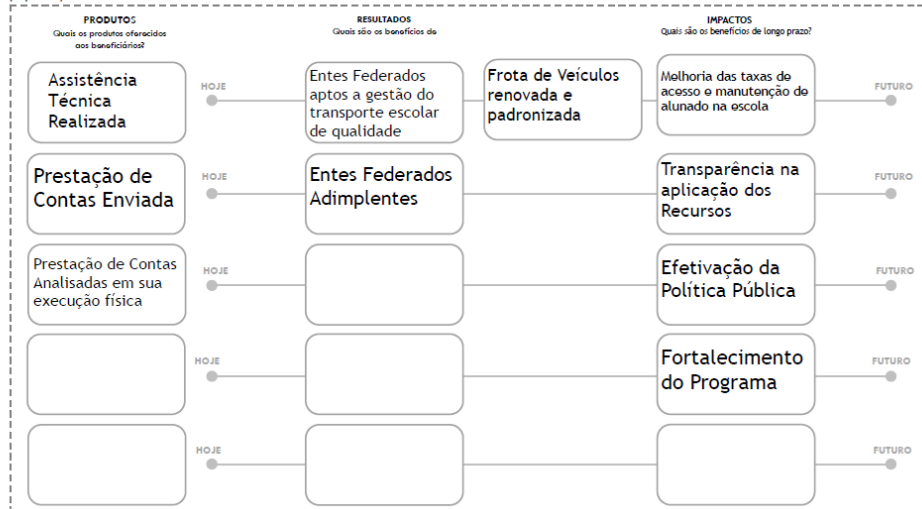 PRODUTOS
Quais os produtos oferecidos
aos beneficiários?
RESULTADOS
Quais são os benefícios de
IMPACTOS
Quais são os benefícios de longo prazo?
Assistência
Técnica
Realizada
HOJE
Entes Federados
aptos a gestão do
transporte escolar
de qualidade
Frota de Veículos
renovada e
padronizada
Melhoria das taxas de
acesso e manutenção de
alunado na escola
FUTURO
Prestação de
Contas Enviada
HOJE
Entes Federados
Adimplentes
Transparência na
aplicação dos
Recursos
FUTURO
Prestação de Contas
Analisadas em sua
execução física
HOJE
Efetivação da
Política Pública
FUTURO
HOJE
Fortalecimento
do Programa
FUTURO
HOJE
FUTURO